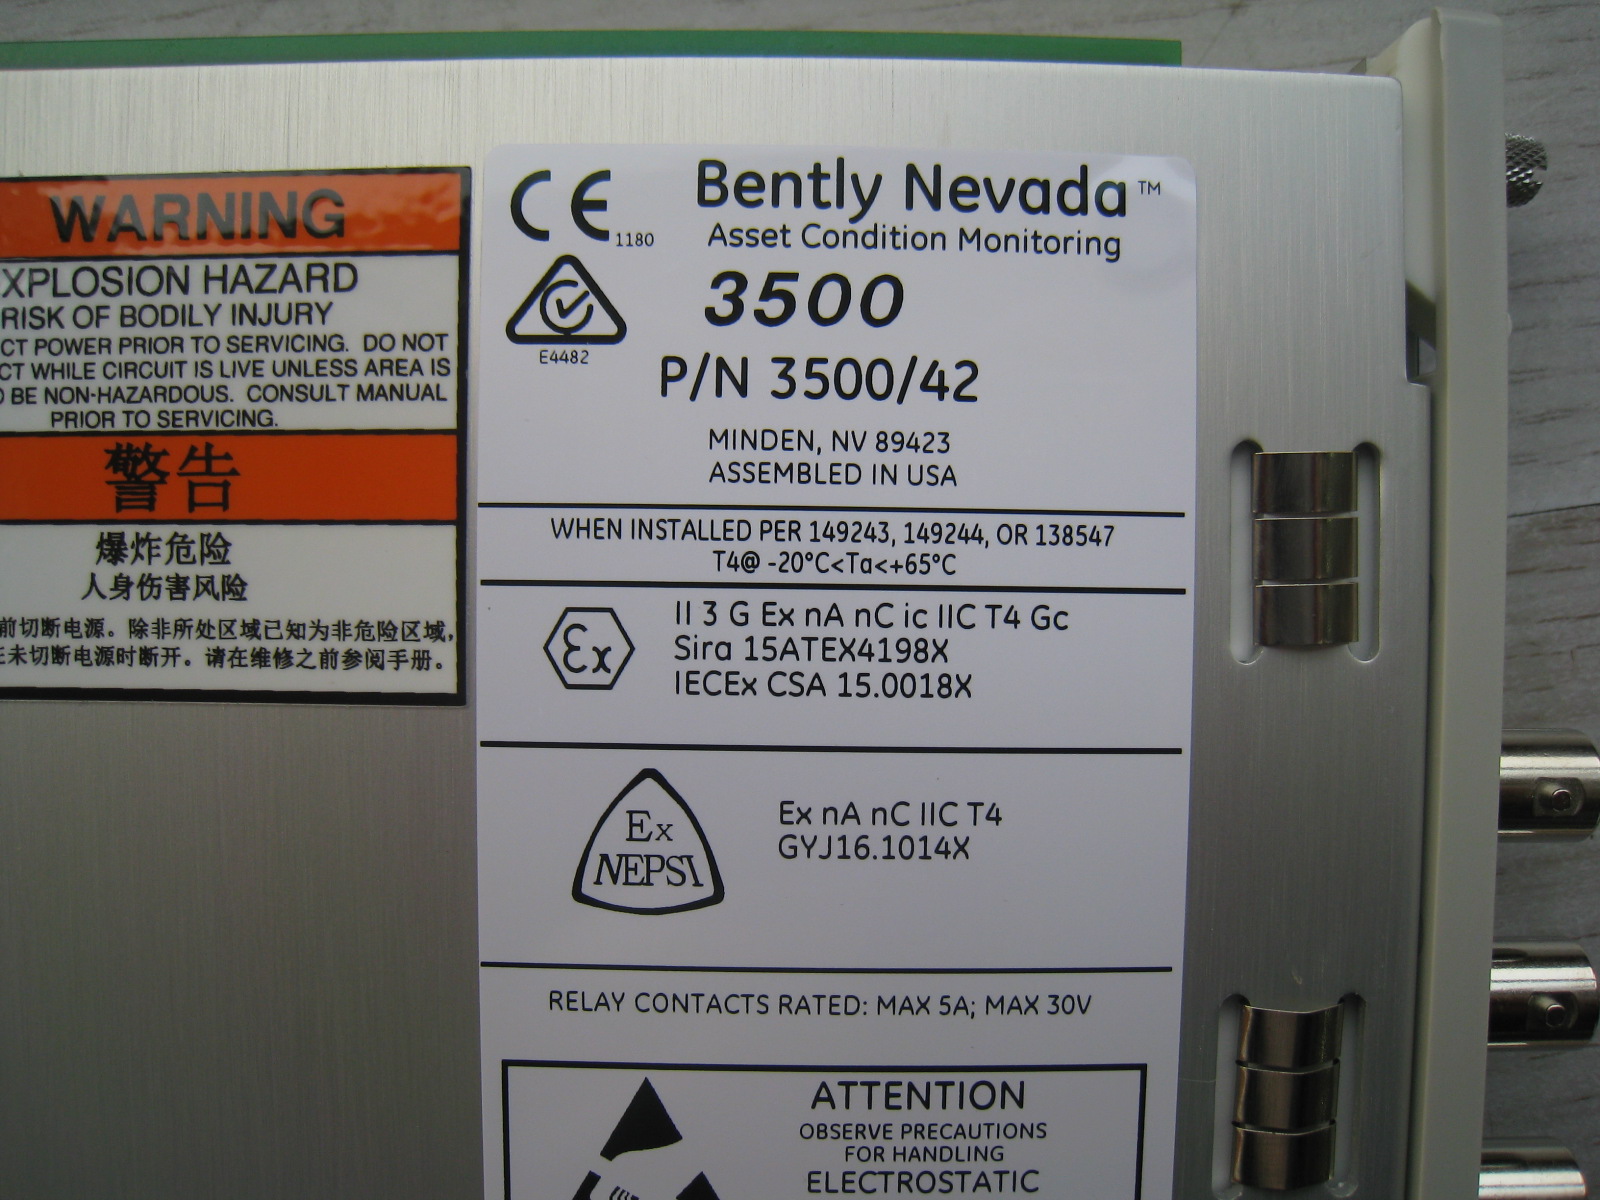 WARNING
XPLOSION HAZARD
RISK OF BODILY INJURY
CT POWER PRIOR TO SERVICING. DO NOT
CT WHILE CIRCUIT IS LIVE UNLESS AREA IS
BE NON-HAZARDOUS. CONSULT MANUAL
PRIOR TO SERVICING.
警告
爆炸危险
人身伤害风险
前切断电源。除非所处区域已知为非危险区域,
未切断电源时断开。请在维修之前参阅手册。
CE 1180
Bently Nevada™
Asset Condition Monitoring
E4482
3500
P/N 3500/42
MINDEN, NV 89423
ASSEMBLED IN USA
WHEN INSTALLED PER 149243, 149244, OR 138547
T4@ -20°C<Ta<+65°C
Ex
II 3 G Ex nA nC ic IIC T4 Gc
Sira 15ATEX4198X
IECEx CSA 15.0018X
Ex
NEPSI
Ex nA nC IIC T4
GYJ16.1014X
RELAY CONTACTS RATED: MAX 5A; MAX 30V
ATTENTION
OBSERVE PRECAUTIONS
FOR HANDLING
ELECTROSTATIC